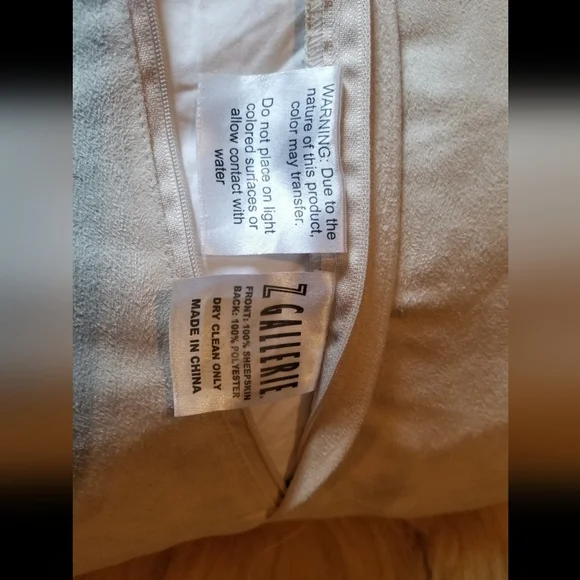 WARNING: Due to the
nature of this product,
color may transfer.
Do not place on light
colored surfaces or
allow contact with
water
Z GALLERIE.
FRONT: 100% SHEEPSKIN
BACK: 100% POLYESTER
DRY CLEAN ONLY
MADE IN CHINA